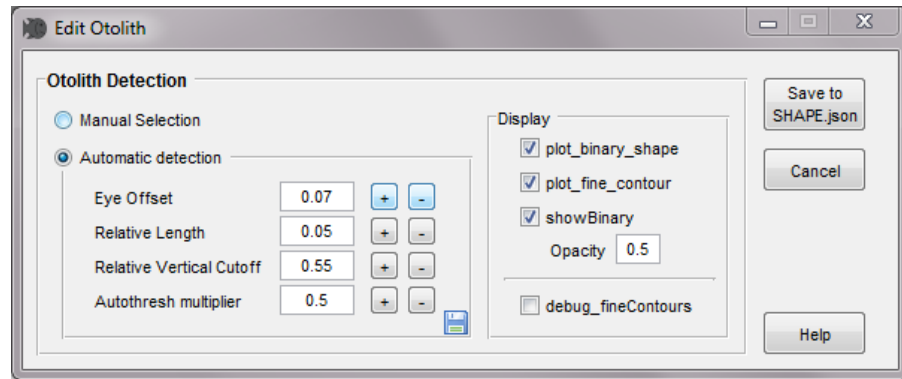 Edit Otolith
Otolith Detection
Manual Selection
Automatic detection
Eye Offset 0.07 + -
Relative Length 0.05 + -
Relative Vertical Cutoff 0.55 + -
Autothresh multiplier 0.5 + -
Display
plot_binary_shape
plot_fine_contour
showBinary
Opacity 0.5
debug_fineContours
Save to
SHAPE.json
Cancel
Help